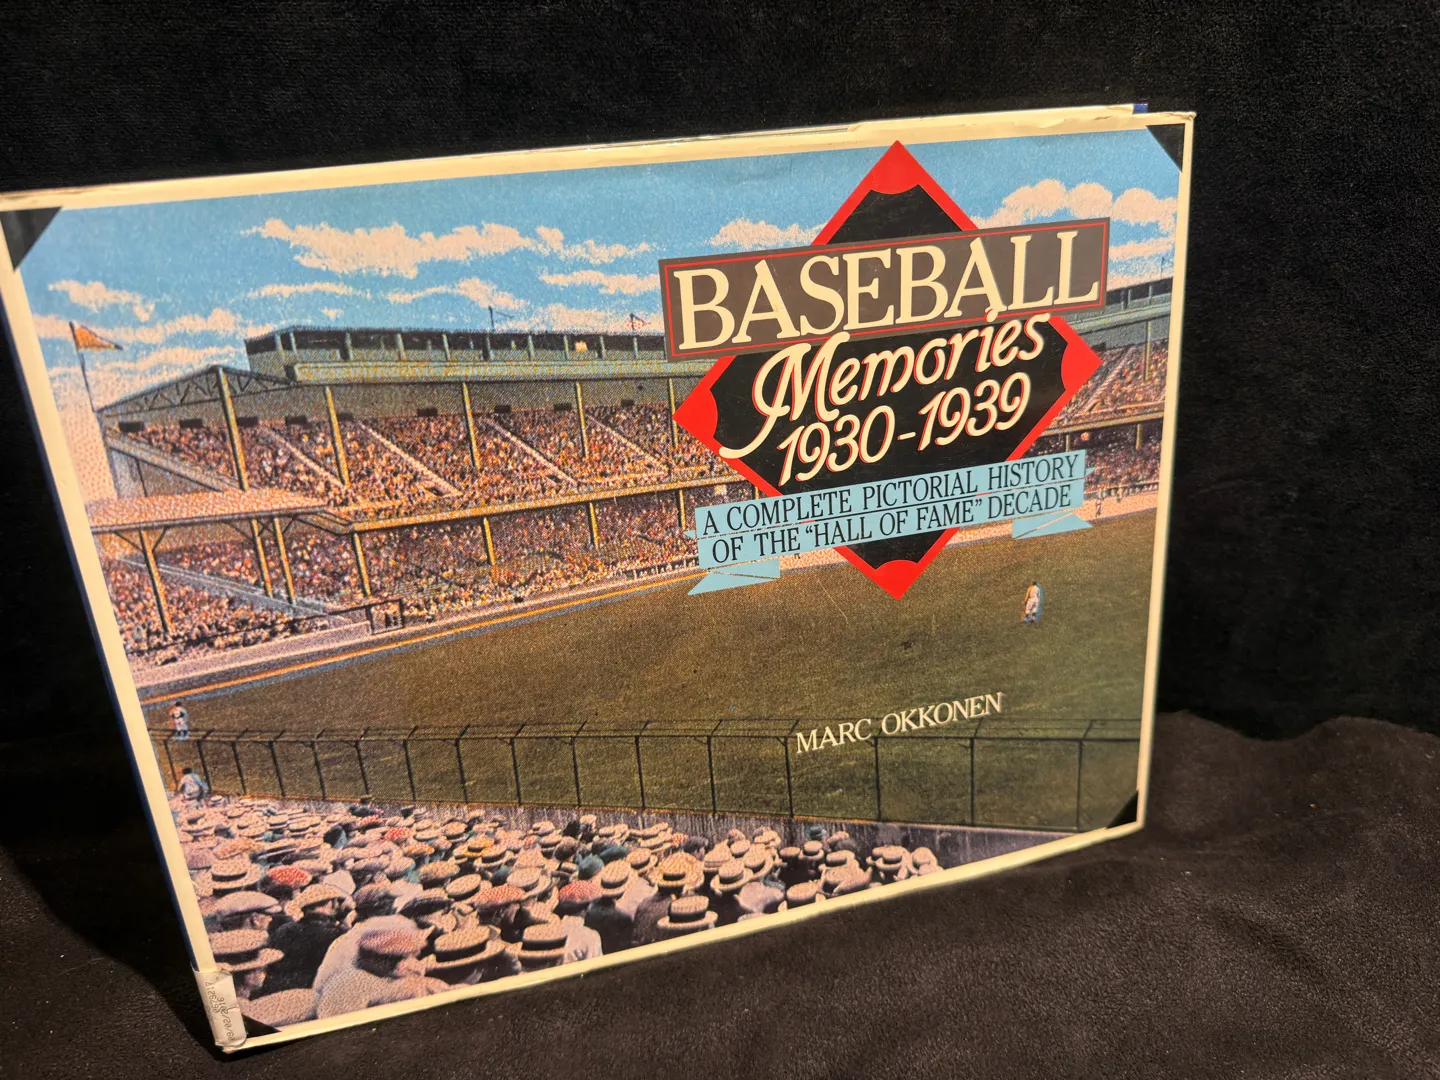 BASEBALL
Memories
1930-1939
A COMPLETE PICTORIAL HISTORY
OF THE "HALL OF FAME" DECADE
MARC OKKONEN